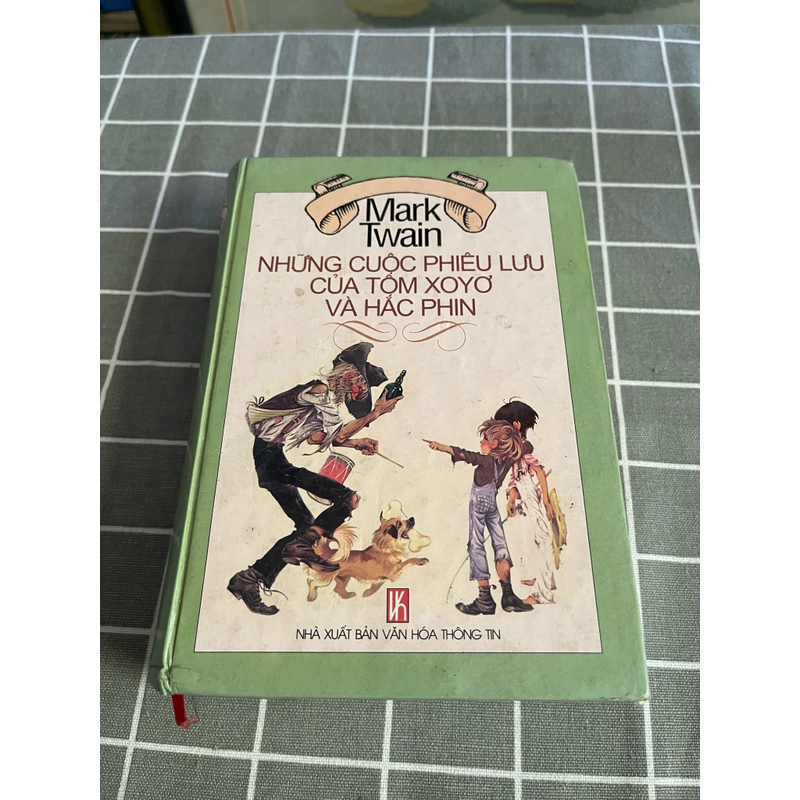 Mark
Twain
NHỮNG CUỘC PHIÊU LƯU
CỦA TÔM XOYƠ
VÀ HẮC PHIN
NHÀ XUẤT BẢN VĂN HÓA THÔNG TIN